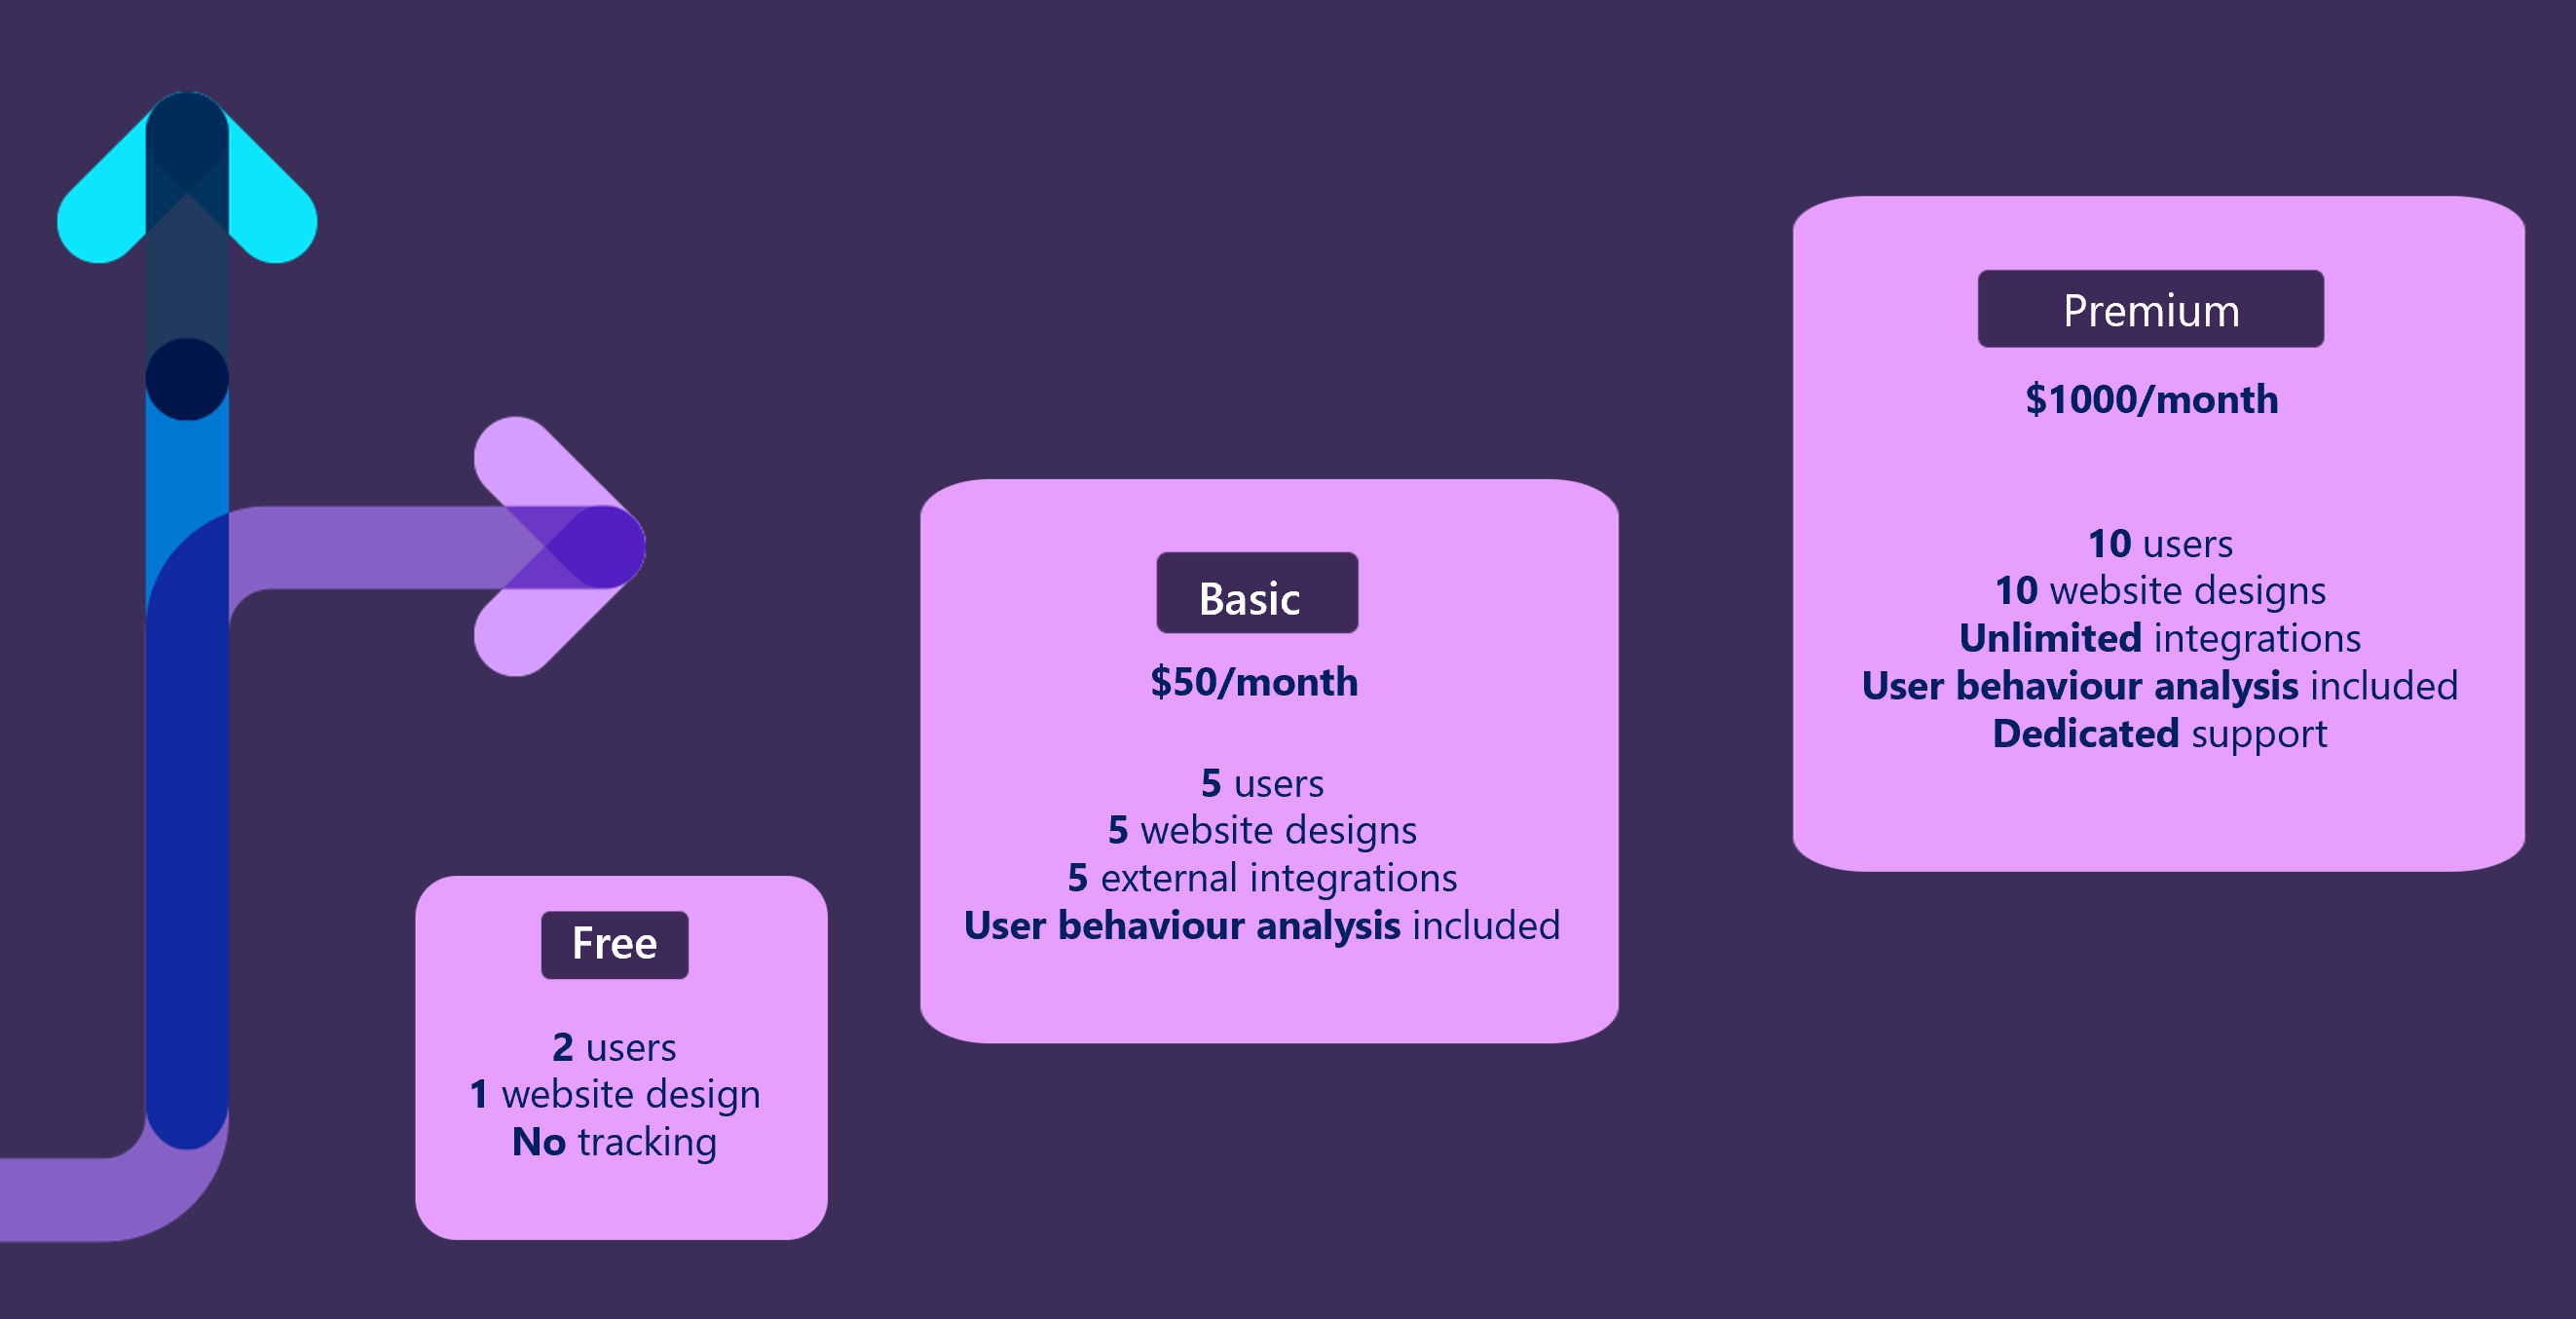 Free
2 users
1 website design
No tracking
Basic
$50/month
5 users
5 website designs
5 external integrations
User behaviour analysis included
Premium
$1000/month
10 users
10 website designs
Unlimited integrations
User behaviour analysis included
Dedicated support